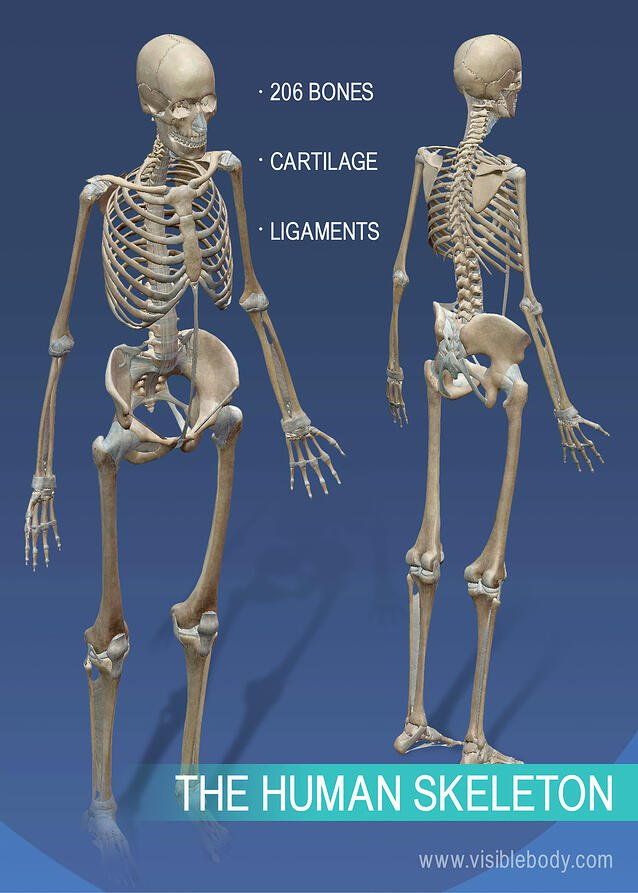 · 206 BONES
· CARTILAGE
· LIGAMENTS
THE HUMAN SKELETON
www.visiblebody.com